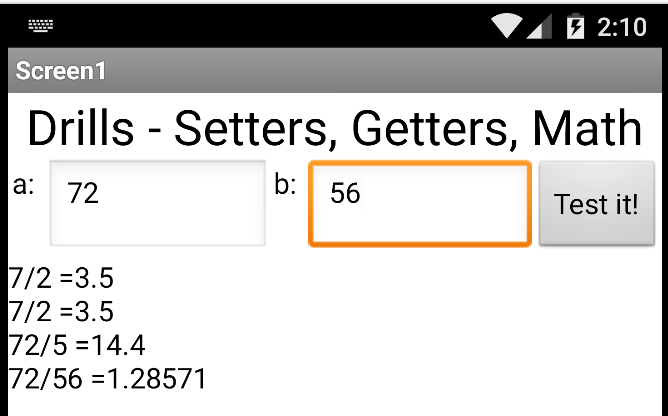 2:10
Screen1
Drills - Setters, Getters, Math
a: 72 b: 56 Test it!
7/2 =3.5
7/2 =3.5
72/5 =14.4
72/56 =1.28571